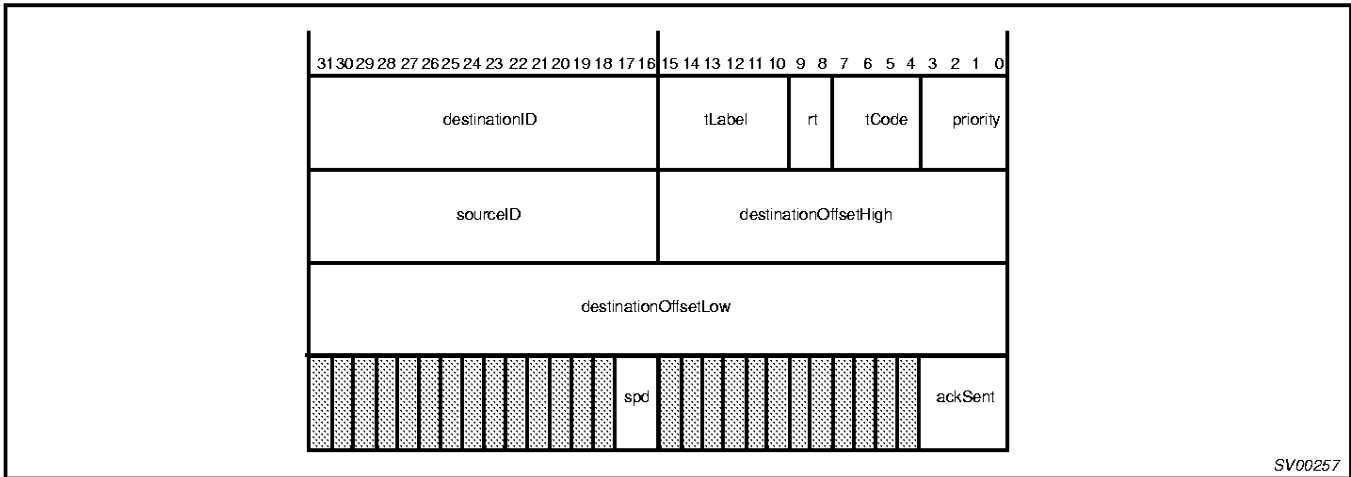 31 30 29 28 27 26 25 24 23 22 21 20 19 18 17 16 15 14 13 12 11 10 9 8 7 6 5 4 3 2 1 0
destinationID tLabel rt tCode priority
sourceID destinationOffsetHigh
destinationOffsetLow
spd ackSent
SV00257